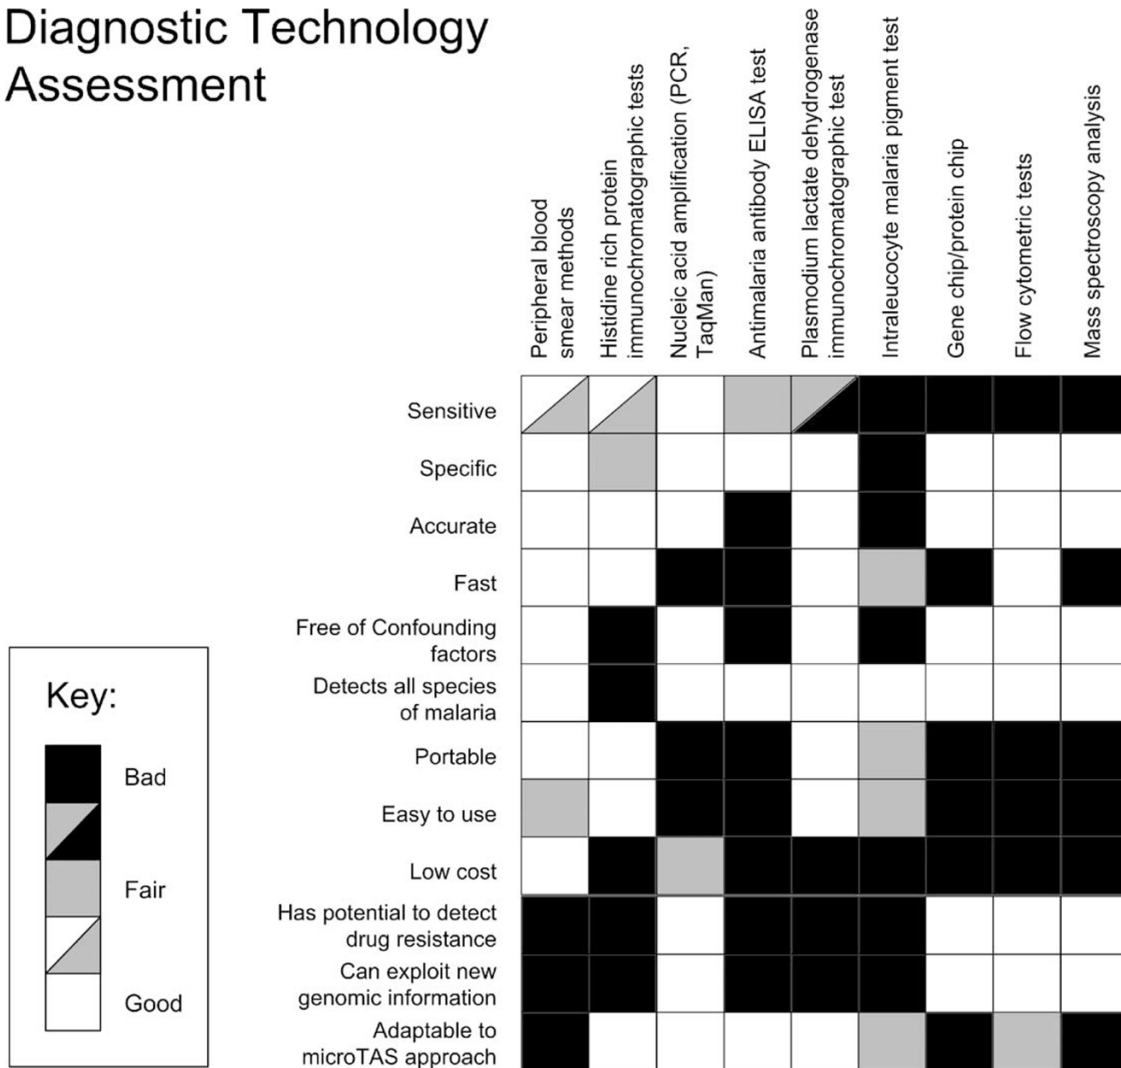 Diagnostic Technology
Assessment
Peripheral blood
smear methods
Histidine rich protein
immunochromatographic tests
Nucleic acid amplification (PCR,
TaqMan)
Antimalaria antibody ELISA test
Plasmodium lactate dehydrogenase
immunochromatographic test
Intraleucocyte malaria pigment test
Gene chip/protein chip
Flow cytometric tests
Mass spectroscopy analysis
Sensitive
Specific
Accurate
Fast
Free of Confounding
factors
Detects all species
of malaria
Portable
Easy to use
Low cost
Has potential to detect
drug resistance
Can exploit new
genomic information
Adaptable to
microTAS approach
Key:
Bad
Fair
Good